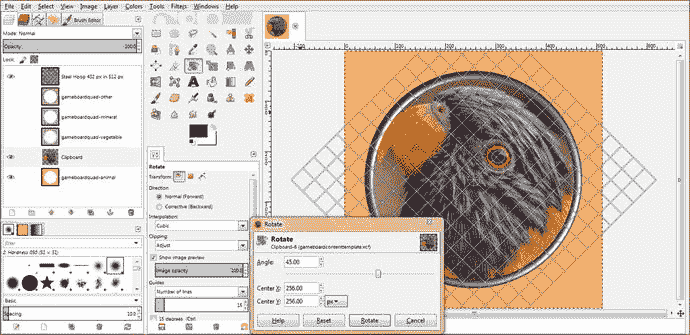 File Edit Select View Image Layer Colors Tools Filters Windows Help
Brush Editor
Mode: Normal
Opacity 100.0
Lock:
Steel Hoop 432 px in 512 px
gameboardquad-other
gameboardquad-mineral
gameboardquad-vegetable
Clipboard
gameboardquad-animal
filter
2. Hardness 050 (51 × 51)
Basic,
Spacing 10.0
Rotate
Transform:
Direction
Normal (Forward)
Corrective (Backward)
Interpolation:
Cubic
Clipping:
Adjust
Show image preview
Image opacity 100.0
Guides
Number of lines
15
15 degrees (Ctrl)
Rotate
Rotate
Clipboard-6 (gameboardcontenttemplate.xcf)
Angle: 45.00
Center X: 256.00
Center Y: 256.00 px
Help Reset Rotate Cancel